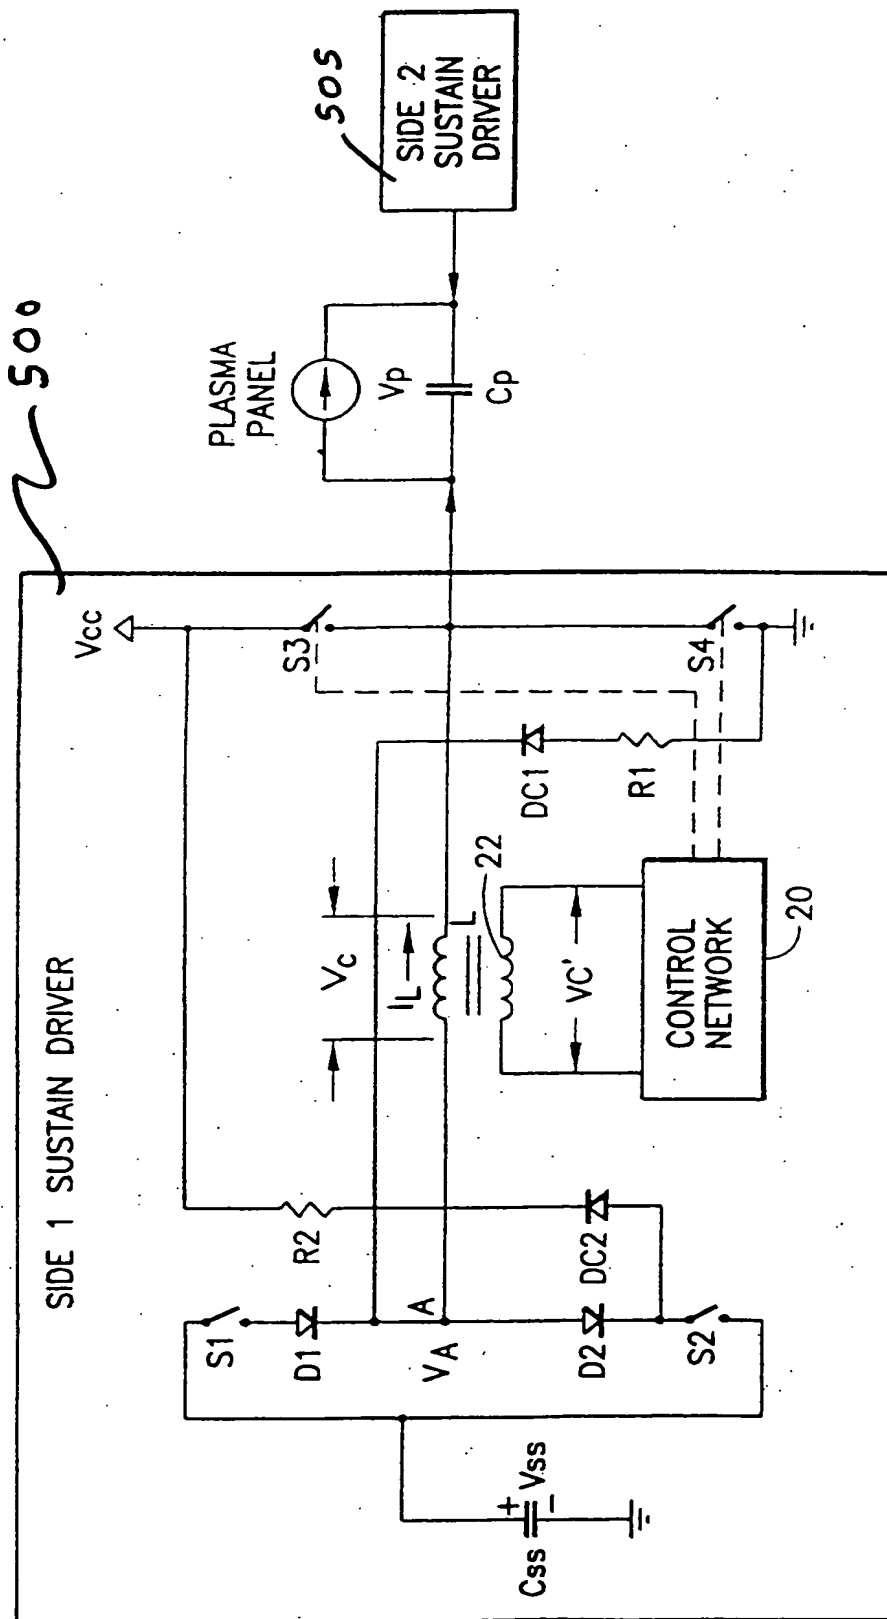 500
SIDE 1 SUSTAIN DRIVER
Vcc
S3
S4
S1
D1
R2
A
VA
D2
DC2
S2
Css
+
−
Vss
Vc
IL
L
22
VC'
DC1
R1
CONTROL
NETWORK
20
PLASMA
PANEL
Vp
Cp
505
SIDE 2
SUSTAIN
DRIVER